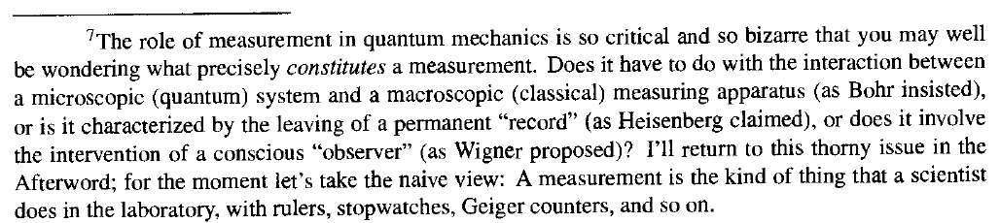 7The role of measurement in quantum mechanics is so critical and so bizarre that you may well
be wondering what precisely constitutes a measurement. Does it have to do with the interaction between
a microscopic (quantum) system and a macroscopic (classical) measuring apparatus (as Bohr insisted),
or is it characterized by the leaving of a permanent “record” (as Heisenberg claimed), or does it involve
the intervention of a conscious “observer” (as Wigner proposed)? I’ll return to this thorny issue in the
Afterword; for the moment let’s take the naive view: A measurement is the kind of thing that a scientist
does in the laboratory, with rulers, stopwatches, Geiger counters, and so on.